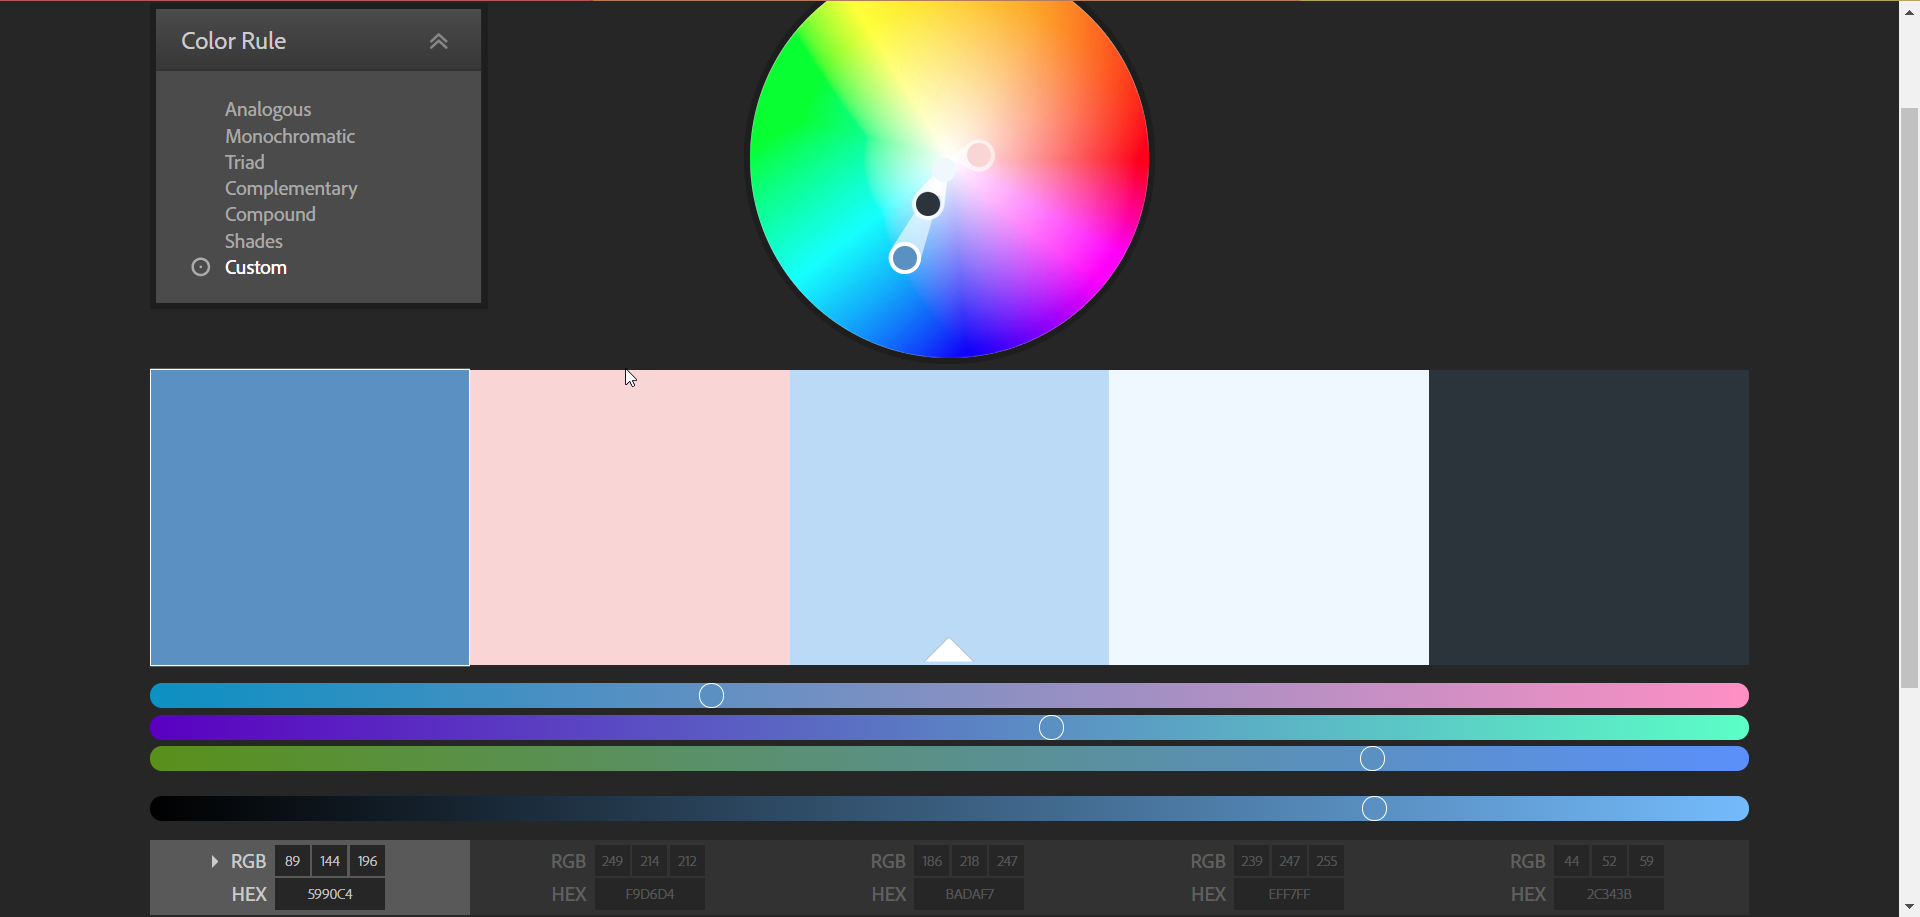 Color Rule
Analogous
Monochromatic
Triad
Complementary
Compound
Shades
Custom
RGB 89 144 196 RGB 249 214 212 RGB 186 218 247 RGB 239 247 255 RGB 44 52 59
HEX 5990C4 HEX F9D6D4 HEX BADAF7 HEX EFF7FF HEX 2C343B